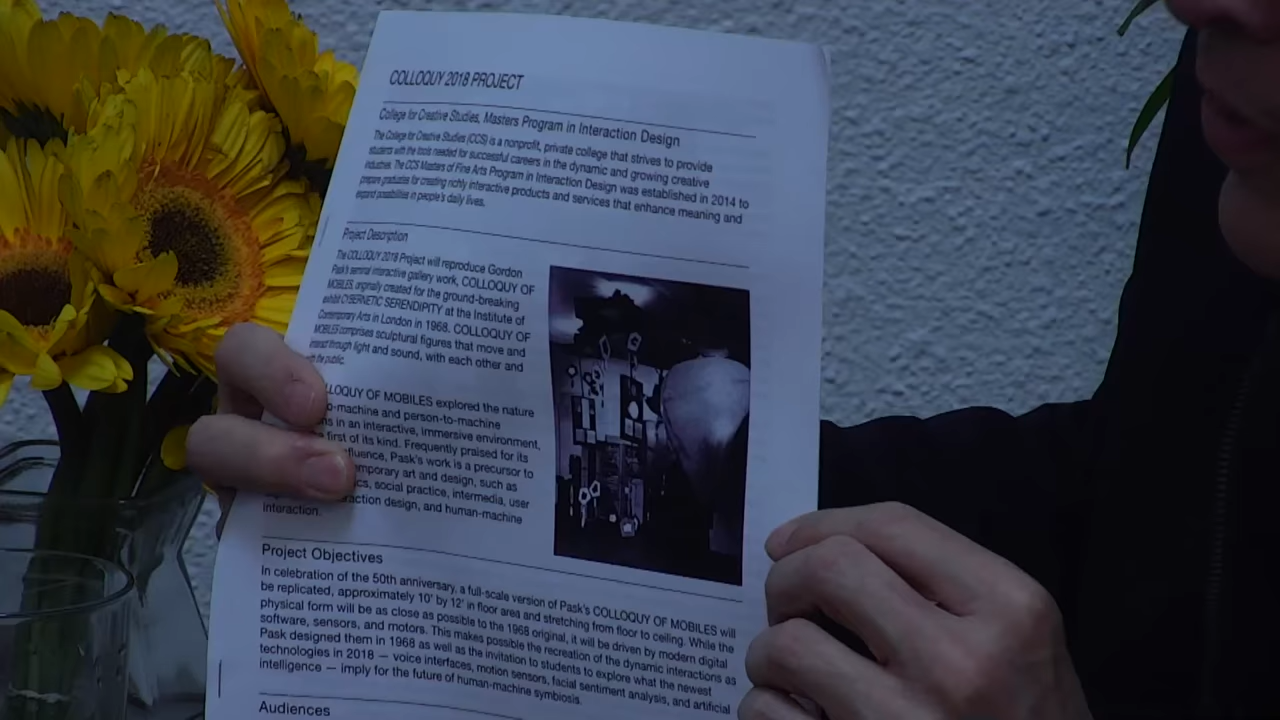 COLLOQUY 2018 PROJECT
College for Creative Studies, Masters Program in Interaction Design
The College for Creative Studies (CCS) is a nonprofit, private college that strives to provide
students with the tools needed for successful careers in the dynamic and growing creative
industries. The CCS Masters of Fine Arts Program in Interaction Design was established in 2014 to
prepare graduates for creating richly interactive products and services that enhance meaning and
expand possibilities in people's daily lives.
Project Description
The COLLOQUY 2018 Project will reproduce Gordon
Pask's seminal interactive gallery work, COLLOQUY OF
MOBILES, originally created for the ground-breaking
exhibit CYBERNETIC SERENDIPITY at the Institute of
Contemporary Arts in London in 1968. COLLOQUY OF
MOBILES comprises sculptural figures that move and
interact through light and sound, with each other and
with the public.
LLOQUY OF MOBILES explored the nature
o-machine and person-to-machine
ns in an interactive, immersive environment,
first of its kind. Frequently praised for its
fluence, Pask's work is a precursor to
mporary art and design, such as
cs, social practice, intermedia, user
raction design, and human-machine
interaction.
Project Objectives
In celebration of the 50th anniversary, a full-scale version of Pask's COLLOQUY OF MOBILES will
be replicated, approximately 10' by 12' in floor area and stretching from floor to ceiling. While the
physical form will be as close as possible to the 1968 original, it will be driven by modern digital
software, sensors, and motors. This makes possible the recreation of the dynamic interactions as
Pask designed them in 1968 as well as the invitation to students to explore what the newest
technologies in 2018 — voice interfaces, motion sensors, facial sentiment analysis, and artificial
intelligence — imply for the future of human-machine symbiosis.
Audiences